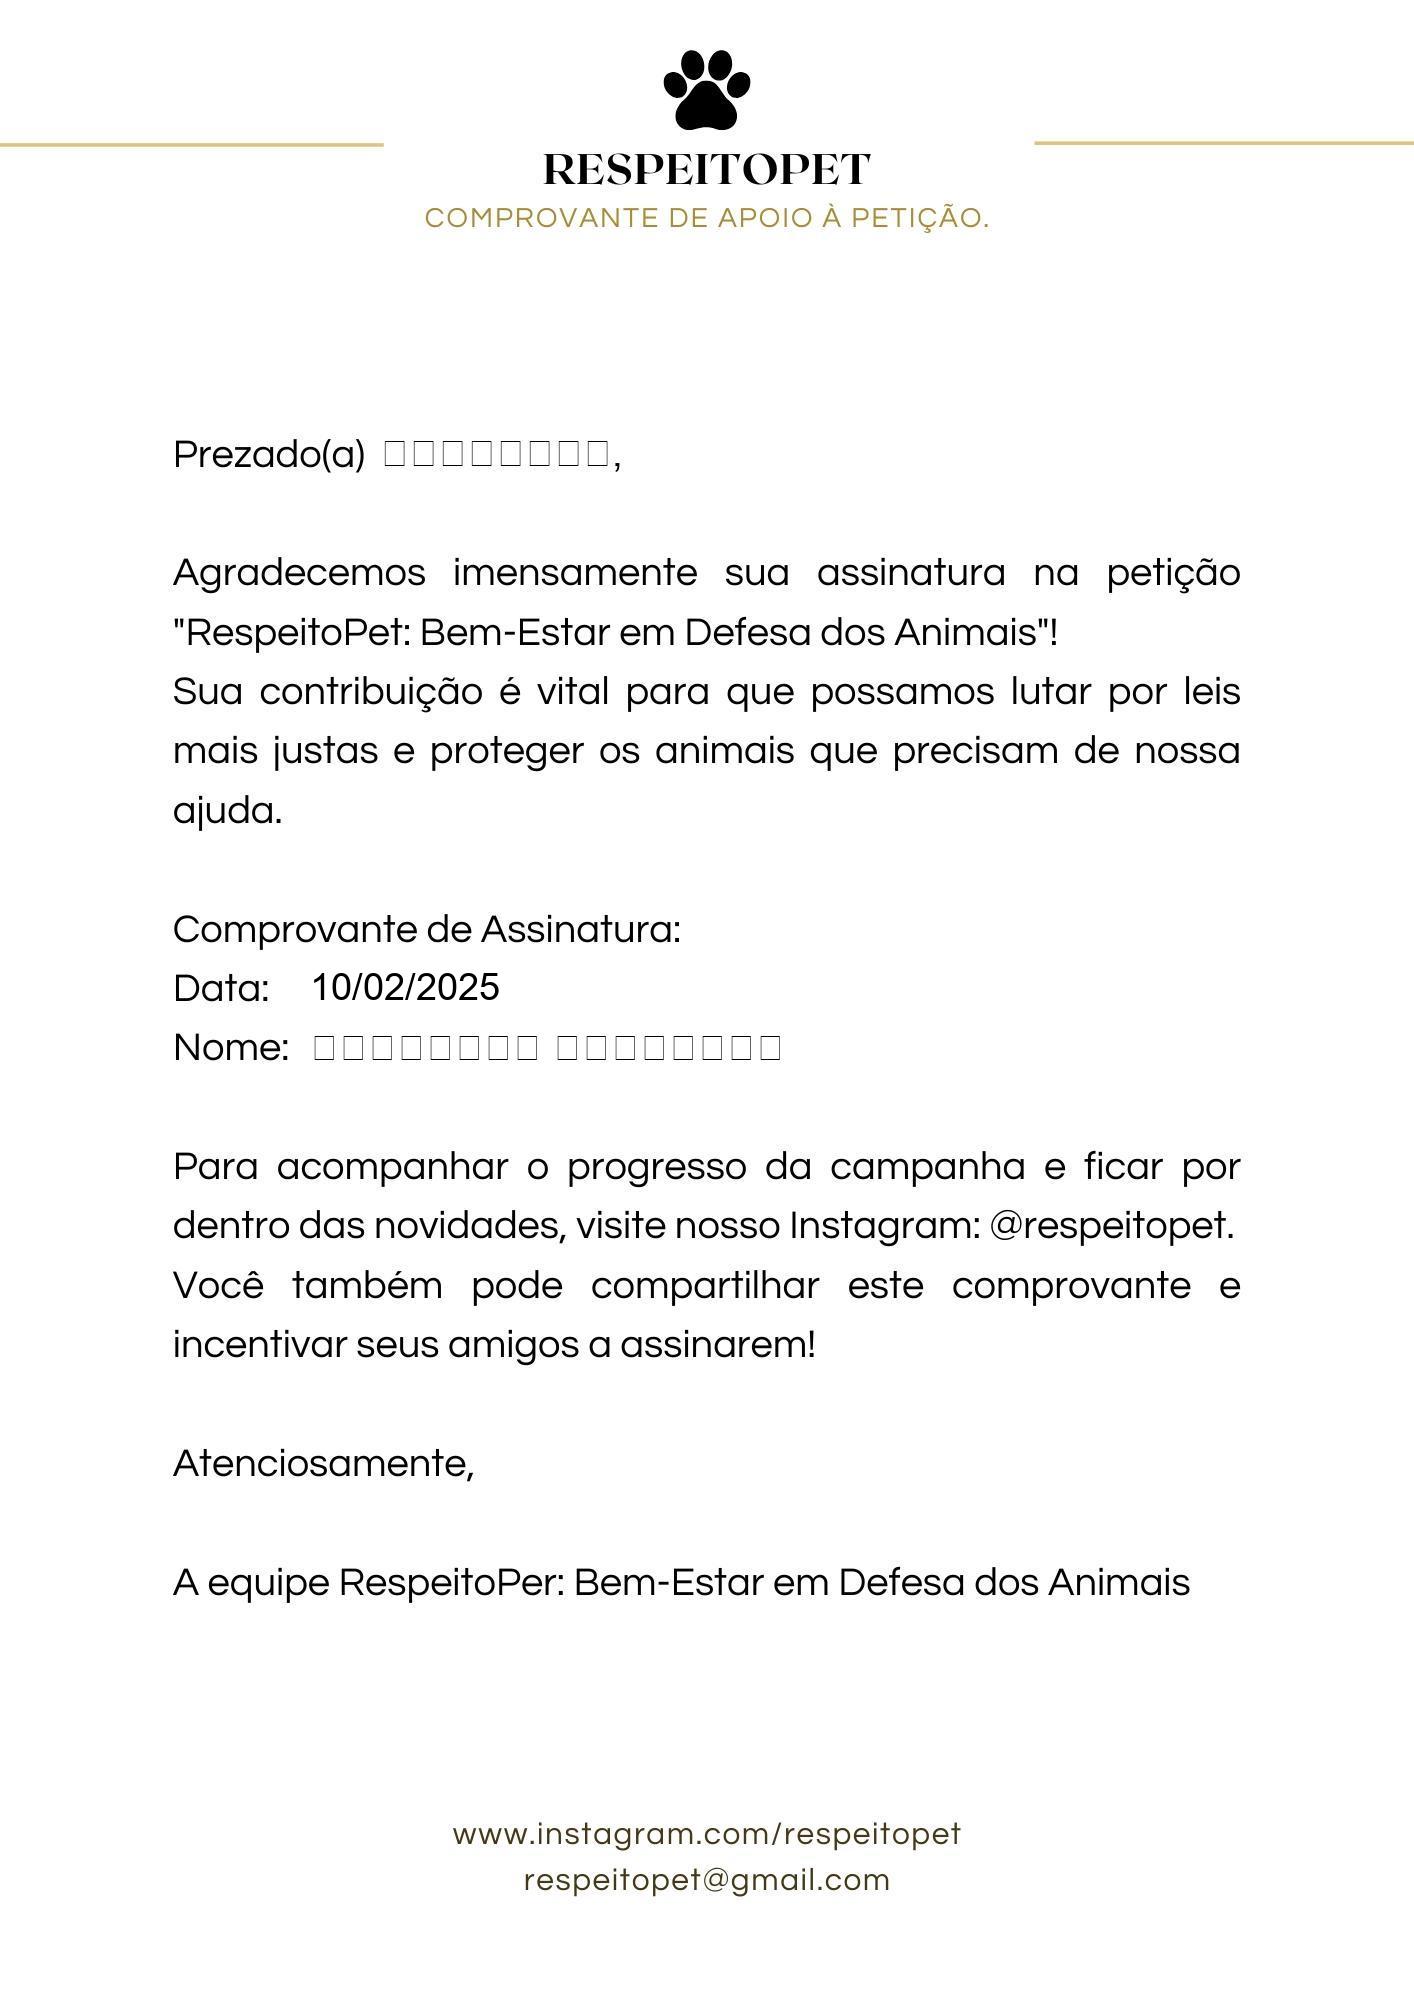 RESPEITOPET
COMPROVANTE DE APOIO À PETIÇÃO.
Prezado(a) ,
Agradecemos imensamente sua assinatura na petição
"RespeitoPet: Bem-Estar em Defesa dos Animais"!
Sua contribuição é vital para que possamos lutar por leis
mais justas e proteger os animais que precisam de nossa
ajuda.
Comprovante de Assinatura:
Data: 10/02/2025
Nome:
Para acompanhar o progresso da campanha e ficar por
dentro das novidades, visite nosso Instagram: @respeitopet.
Você também pode compartilhar este comprovante e
incentivar seus amigos a assinarem!
Atenciosamente,
A equipe RespeitoPer: Bem-Estar em Defesa dos Animais
www.instagram.com/respeitopet
respeitopet@gmail.com